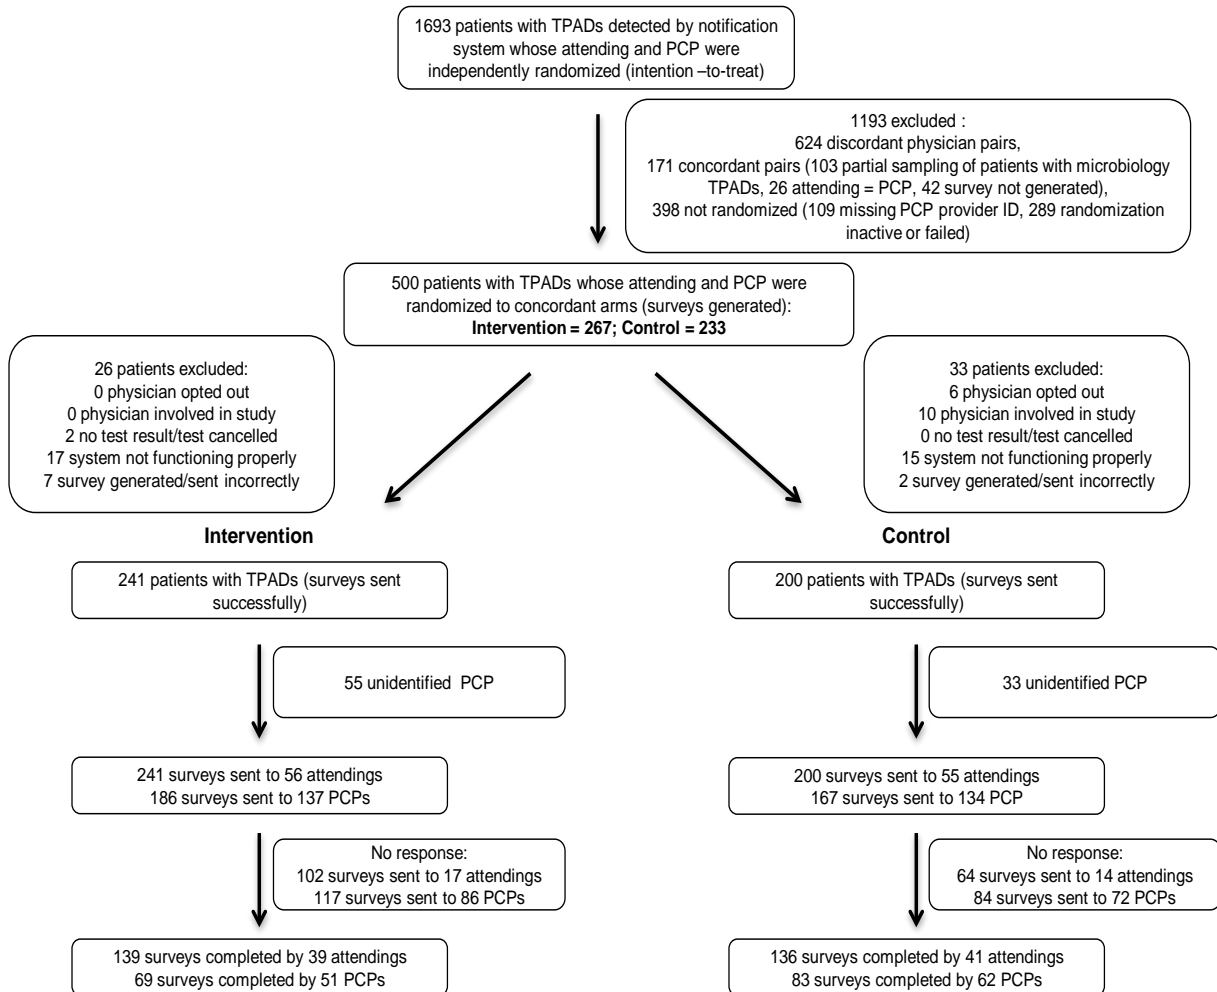 1693 patients with TPADs detected by notification
system whose attending and PCP were
independently randomized (intention –to-treat)
1193 excluded :
624 discordant physician pairs,
171 concordant pairs (103 partial sampling of patients with microbiology
TPADs, 26 attending = PCP, 42 survey not generated),
398 not randomized (109 missing PCP provider ID, 289 randomization
inactive or failed)
500 patients with TPADs whose attending and PCP were
randomized to concordant arms (surveys generated):
Intervention = 267; Control = 233
26 patients excluded:
0 physician opted out
0 physician involved in study
2 no test result/test cancelled
17 system not functioning properly
7 survey generated/sent incorrectly
33 patients excluded:
6 physician opted out
10 physician involved in study
0 no test result/test cancelled
15 system not functioning properly
2 survey generated/sent incorrectly
Intervention
Control
241 patients with TPADs (surveys sent
successfully)
200 patients with TPADs (surveys sent
successfully)
55 unidentified PCP
33 unidentified PCP
241 surveys sent to 56 attendings
186 surveys sent to 137 PCPs
200 surveys sent to 55 attendings
167 surveys sent to 134 PCP
No response:
102 surveys sent to 17 attendings
117 surveys sent to 86 PCPs
No response:
64 surveys sent to 14 attendings
84 surveys sent to 72 PCPs
139 surveys completed by 39 attendings
69 surveys completed by 51 PCPs
136 surveys completed by 41 attendings
83 surveys completed by 62 PCPs